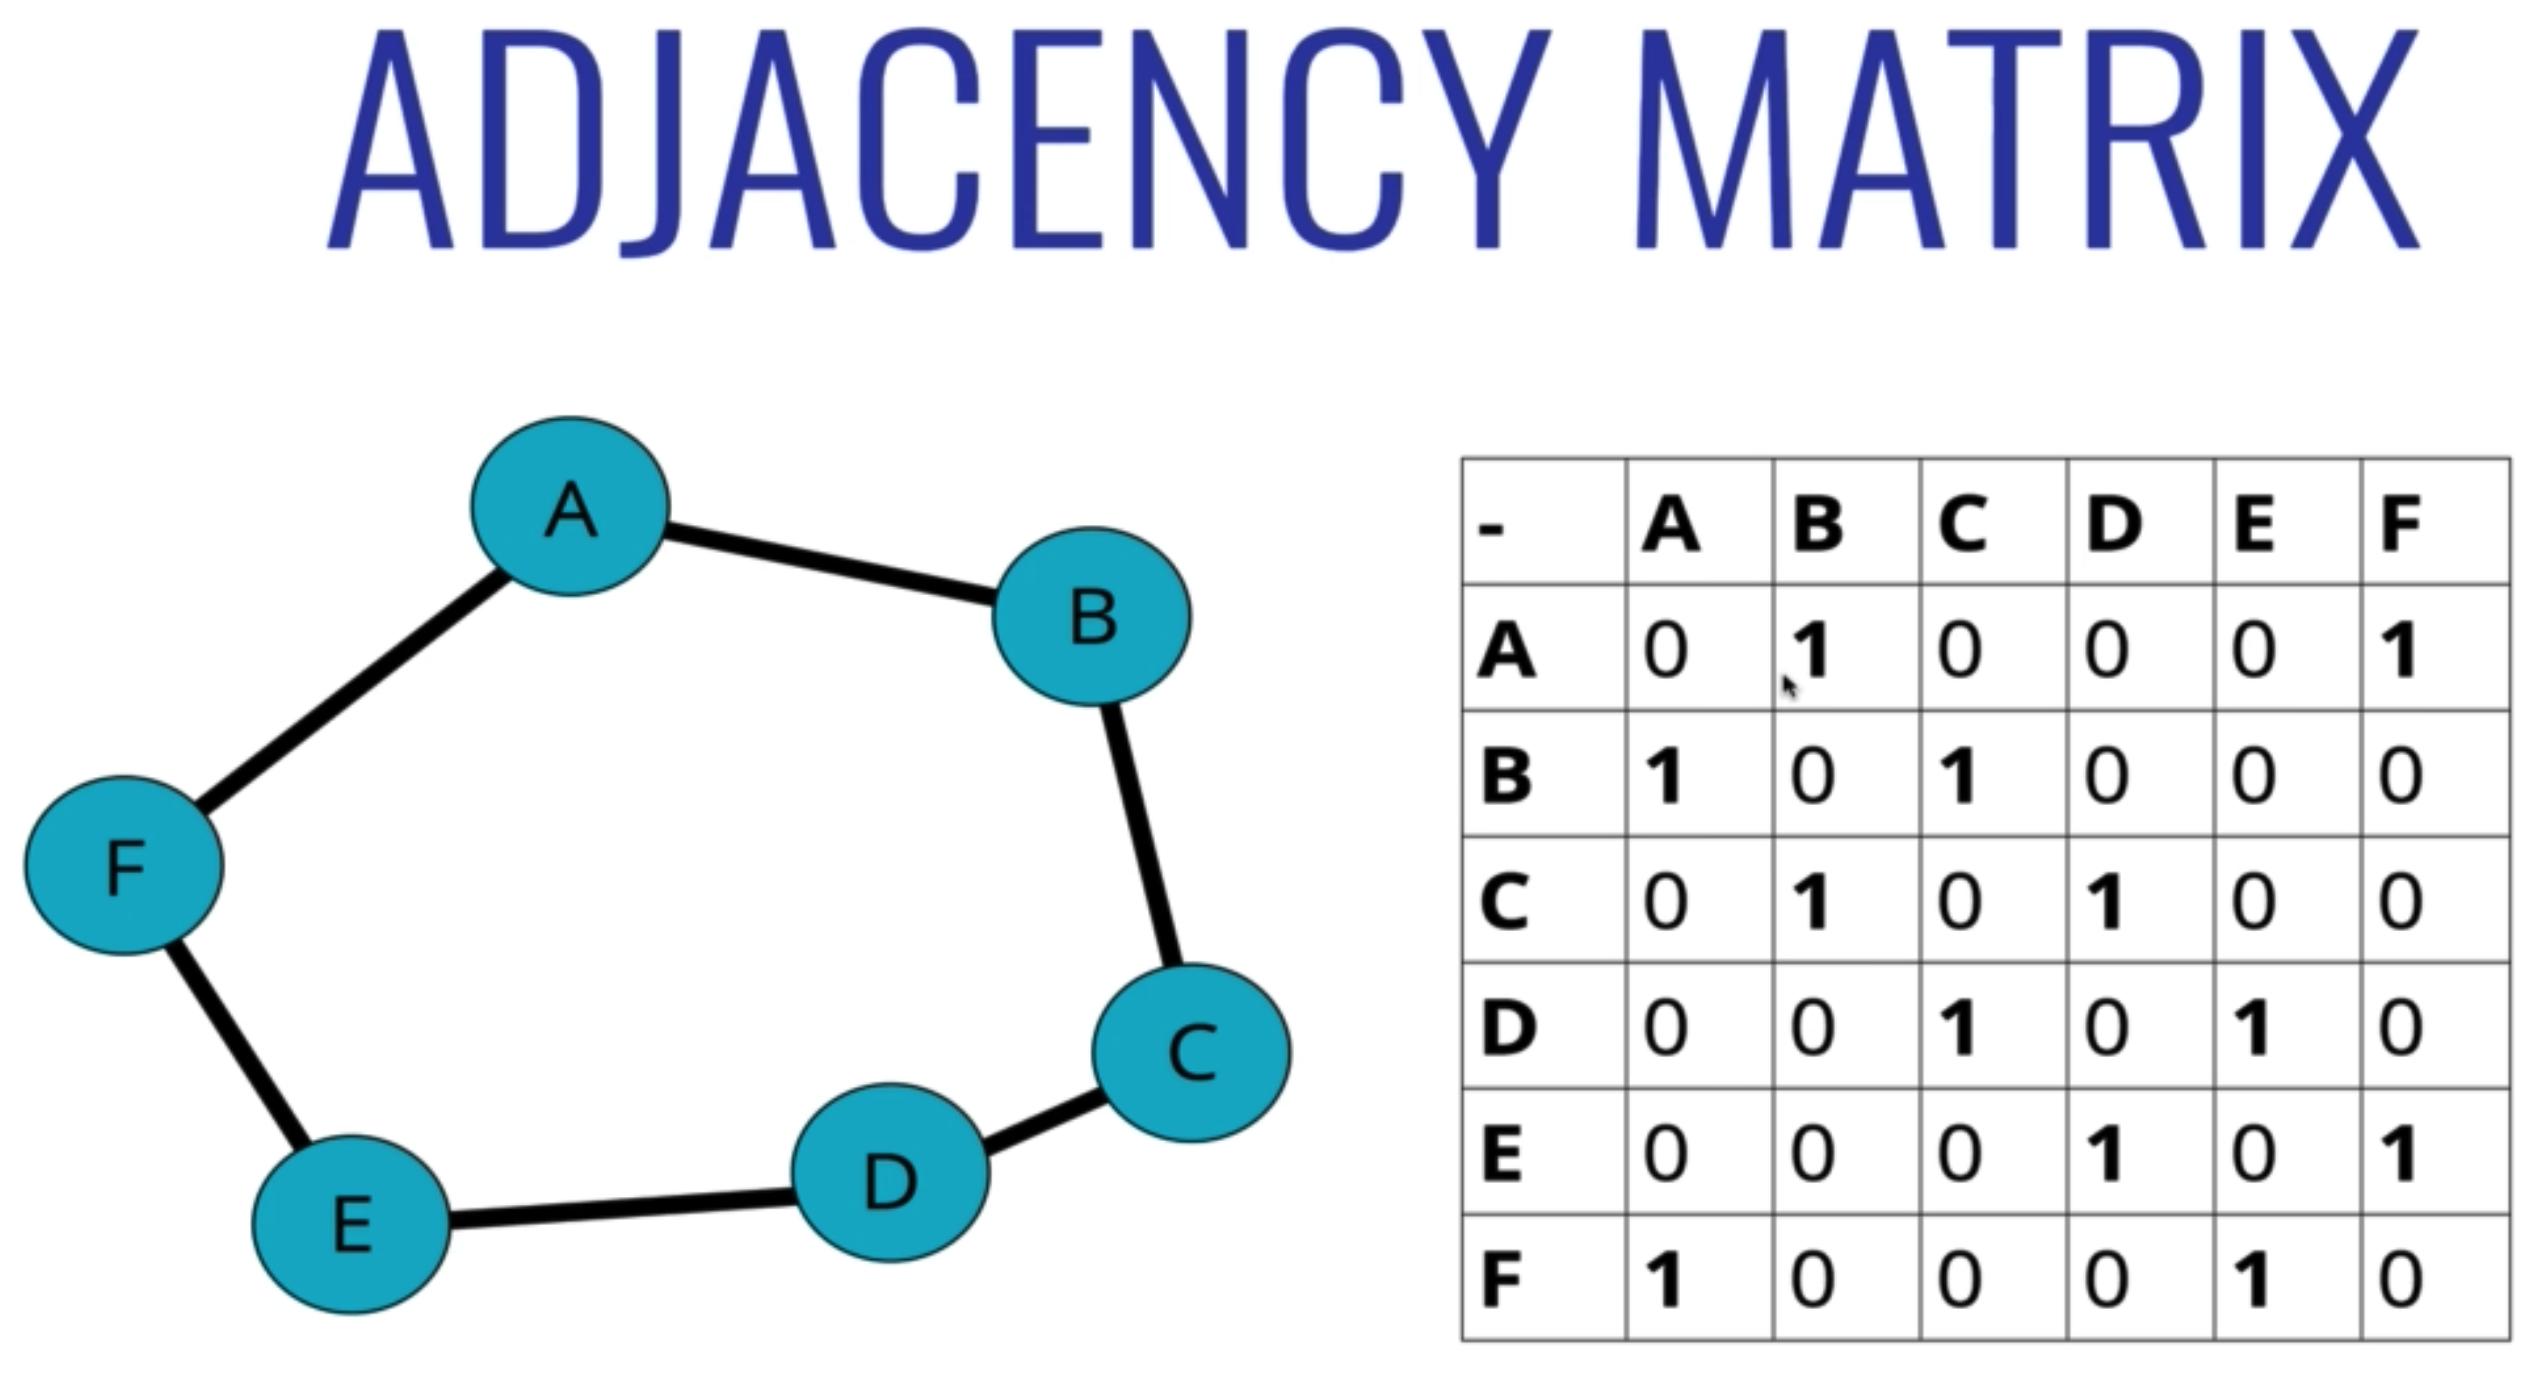 ADJACENCY MATRIX
A
B
F
C
D
E
- A B C D E F
A 0 1 0 0 0 1
B 1 0 1 0 0 0
C 0 1 0 1 0 0
D 0 0 1 0 1 0
E 0 0 0 1 0 1
F 1 0 0 0 1 0